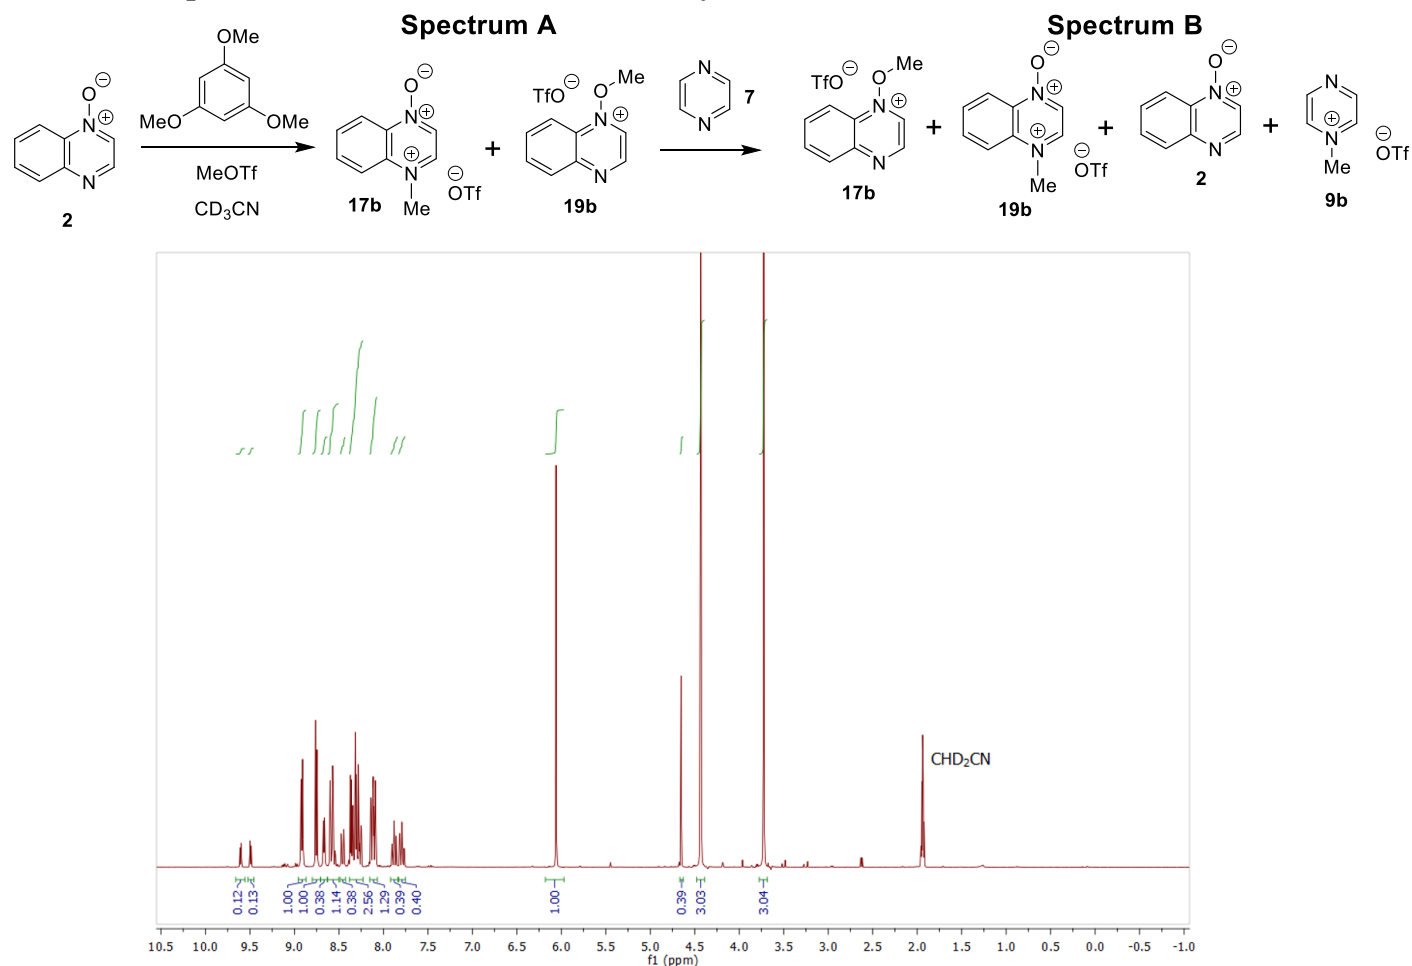 Spectrum A
Spectrum B
OMe
MeO
OMe
O⊖
N⊕
N
2
MeOTf
CD3CN
O⊖
N⊕
N⊕
Me
⊖OTf
17b
+
TfO⊖
O
Me
N⊕
N
19b
N
N
7
TfO⊖
O
Me
N⊕
N
17b
+
O⊖
N⊕
N⊕
Me
⊖OTf
19b
+
O⊖
N⊕
N
2
+
N
N⊕
Me
⊖OTf
9b
CHD2CN
0.12
0.13
1.00
1.00
0.38
1.14
0.38
2.56
1.29
0.39
0.40
1.00
0.39
3.03
3.04
10.5 10.0 9.5 9.0 8.5 8.0 7.5 7.0 6.5 6.0 5.5 5.0 4.5 4.0 3.5 3.0 2.5 2.0 1.5 1.0 0.5 0.0 -0.5 -1.0
f1 (ppm)